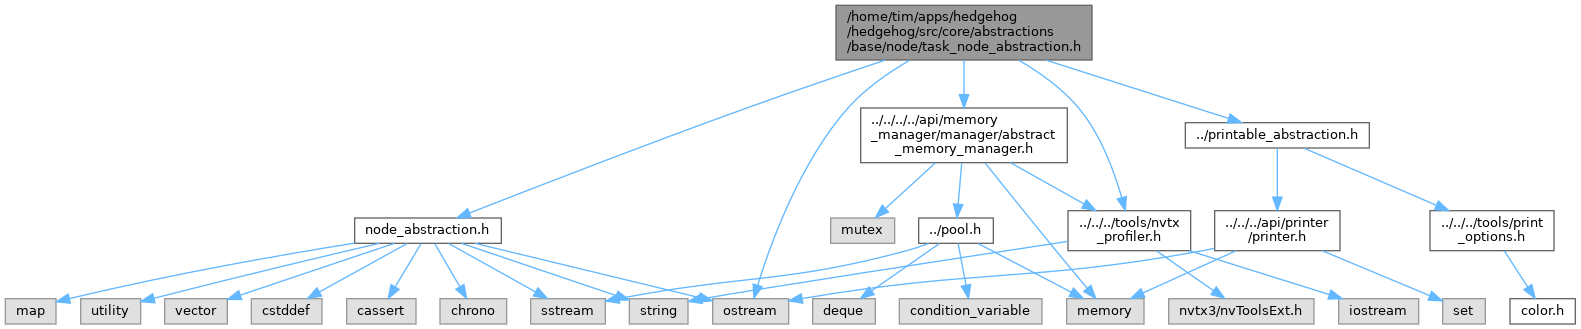 /home/tim/apps/hedgehog
/hedgehog/src/core/abstractions
/base/node/task_node_abstraction.h
../../../../api/memory
_manager/manager/abstract
_memory_manager.h
../printable_abstraction.h
node_abstraction.h
mutex
../pool.h
../../../tools/nvtx
_profiler.h
../../../api/printer
/printer.h
../../../tools/print
_options.h
map
utility
vector
cstddef
cassert
chrono
sstream
string
ostream
deque
condition_variable
memory
nvtx3/nvToolsExt.h
iostream
set
color.h